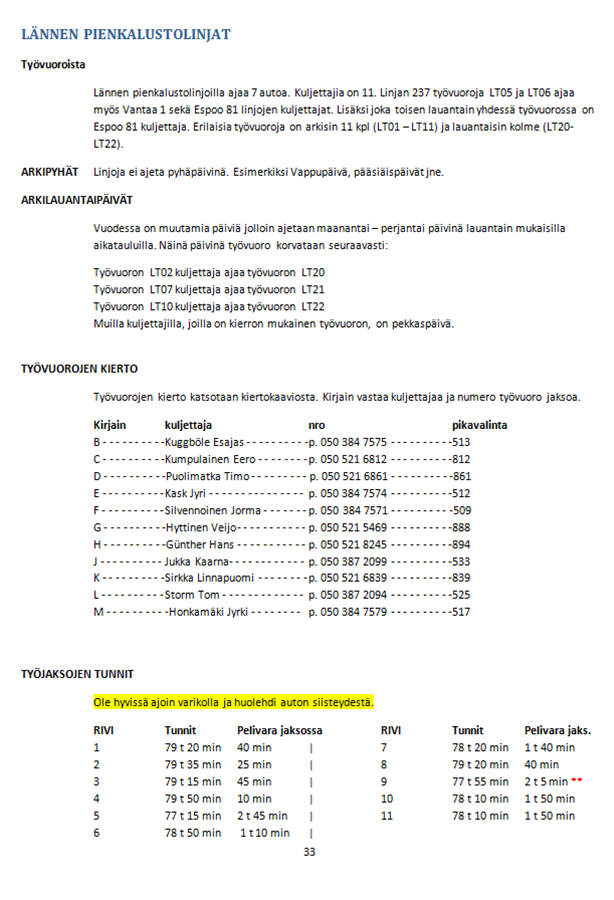 LÄNNEN PIENKALUSTOLINJAT
Työvuoroista
Lännen pienkalustolinjoilla ajaa 7 autoa. Kuljettajia on 11. Linjan 237 työvuoroja LT05 ja LT06 ajaa
myös Vantaa 1 sekä Espoo 81 linjojen kuljettajat. Lisäksi joka toisen lauantain yhdessä työvuorossa on
Espoo 81 kuljettaja. Erilaisia työvuoroja on arkisin 11 kpl (LT01 – LT11) ja lauantaisin kolme (LT20-
LT22).
ARKIPYHÄT Linjoja ei ajeta pyhäpäivinä. Esimerkiksi Vappupäivä, pääsiäispäivät jne.
ARKILAUANTAIPÄIVÄT
Vuodessa on muutamia päiviä jolloin ajetaan maanantai – perjantai päivinä lauantain mukaisilla
aikatauluilla. Näinä päivinä työvuoro korvataan seuraavasti:
Työvuoron LT02 kuljettaja ajaa työvuoron LT20
Työvuoron LT07 kuljettaja ajaa työvuoron LT21
Työvuoron LT10 kuljettaja ajaa työvuoron LT22
Muilla kuljettajilla, joilla on kierron mukainen työvuoron, on pekkaspäivä.
TYÖVUOROJEN KIERTO
Työvuorojen kierto katsotaan kiertokaaviosta. Kirjain vastaa kuljettajaa ja numero työvuoro jaksoa.
Kirjain kuljettaja nro pikavalinta
B - - - - - - - - - -Kuggböle Esajas - - - - - - - - - -p. 050 384 7575 - - - - - - - - - -513
C - - - - - - - - - -Kumpulainen Eero - - - - - - - -p. 050 521 6812 - - - - - - - - - -812
D - - - - - - - - - -Puolimatka Timo - - - - - - - - - p. 050 521 6861 - - - - - - - - - -861
E - - - - - - - - - - Kask Jyri - - - - - - - - - - - - - - - p. 050 384 7574 - - - - - - - - - -512
F - - - - - - - - - -Silvennoinen Jorma - - - - - - - p. 050 384 7571 - - - - - - - - - -509
G - - - - - - - - - -Hyttinen Veijo- - - - - - - - - - - p. 050 521 5469 - - - - - - - - - -888
H - - - - - - - - - -Günther Hans - - - - - - - - - - - p. 050 521 8245 - - - - - - - - - -894
J - - - - - - - - - - Jukka Kaarna- - - - - - - - - - - - p. 050 387 2099 - - - - - - - - - -533
K - - - - - - - - - -Sirkka Linnapuomi - - - - - - - -p. 050 521 6839 - - - - - - - - - -839
L - - - - - - - - - -Storm Tom - - - - - - - - - - - - - p. 050 387 2094 - - - - - - - - - -525
M - - - - - - - - - -Honkamäki Jyrki - - - - - - - - p. 050 384 7579 - - - - - - - - - -517
TYÖJAKSOJEN TUNNIT
Ole hyvissä ajoin varikolla ja huolehdi auton siisteydestä.
RIVI Tunnit Pelivara jaksossa RIVI Tunnit Pelivara jaks.
1 79 t 20 min 40 min | 7 78 t 20 min 1 t 40 min
2 79 t 35 min 25 min | 8 79 t 20 min 40 min
3 79 t 15 min 45 min | 9 77 t 55 min 2 t 5 min **
4 79 t 50 min 10 min | 10 78 t 10 min 1 t 50 min
5 77 t 15 min 2 t 45 min | 11 78 t 10 min 1 t 50 min
6 78 t 50 min 1 t 10 min |
33